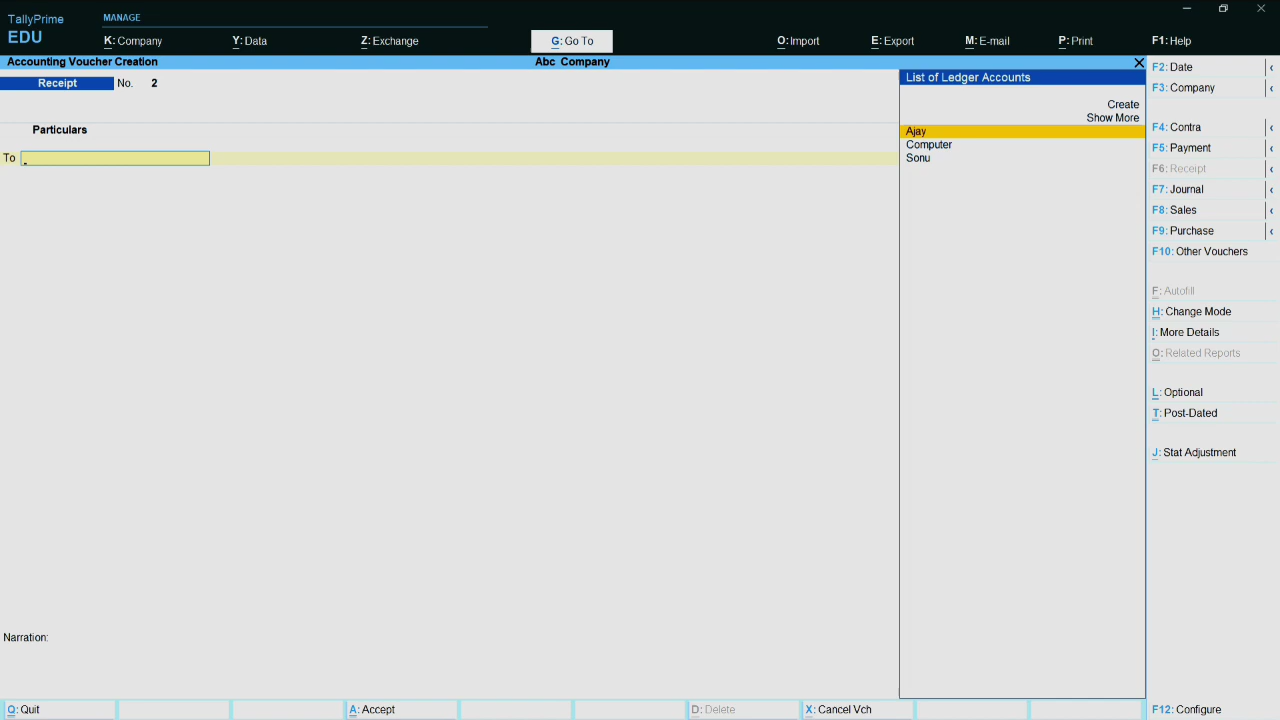 TallyPrime
EDU
MANAGE
K: Company
Y: Data
Z: Exchange
G: Go To
O: Import
E: Export
M: E-mail
P: Print
F1: Help
Accounting Voucher Creation
Abc Company
Receipt No. 2
Particulars
To
List of Ledger Accounts
Create
Show More
Ajay
Computer
Sonu
F2: Date
F3: Company
F4: Contra
F5: Payment
F6: Receipt
F7: Journal
F8: Sales
F9: Purchase
F10: Other Vouchers
F: Autofill
H: Change Mode
I: More Details
O: Related Reports
L: Optional
T: Post-Dated
J: Stat Adjustment
Narration:
Q: Quit
A: Accept
D: Delete
X: Cancel Vch
F12: Configure